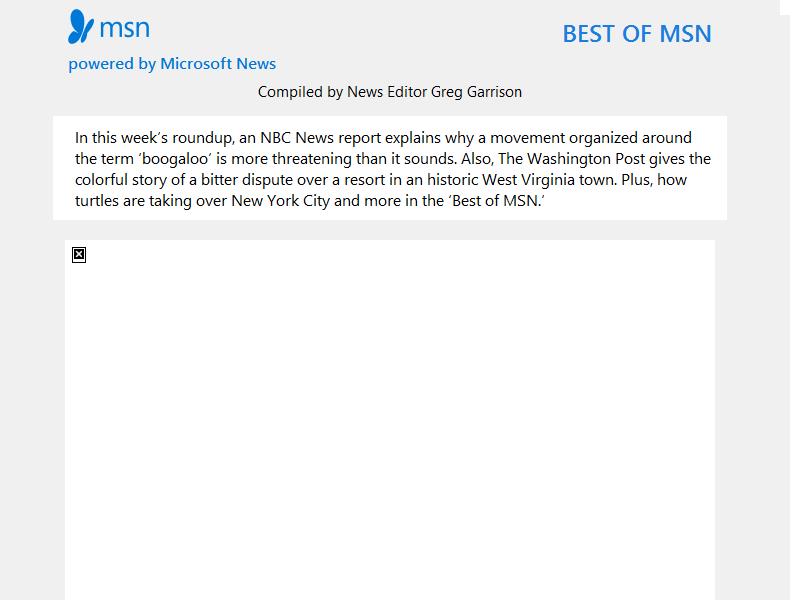 msn
BEST OF MSN
powered by Microsoft News
Compiled by News Editor Greg Garrison
In this week's roundup, an NBC News report explains why a movement organized around
the term 'boogaloo' is more threatening than it sounds. Also, The Washington Post gives the
colorful story of a bitter dispute over a resort in an historic West Virginia town. Plus, how
turtles are taking over New York City and more in the 'Best of MSN.'